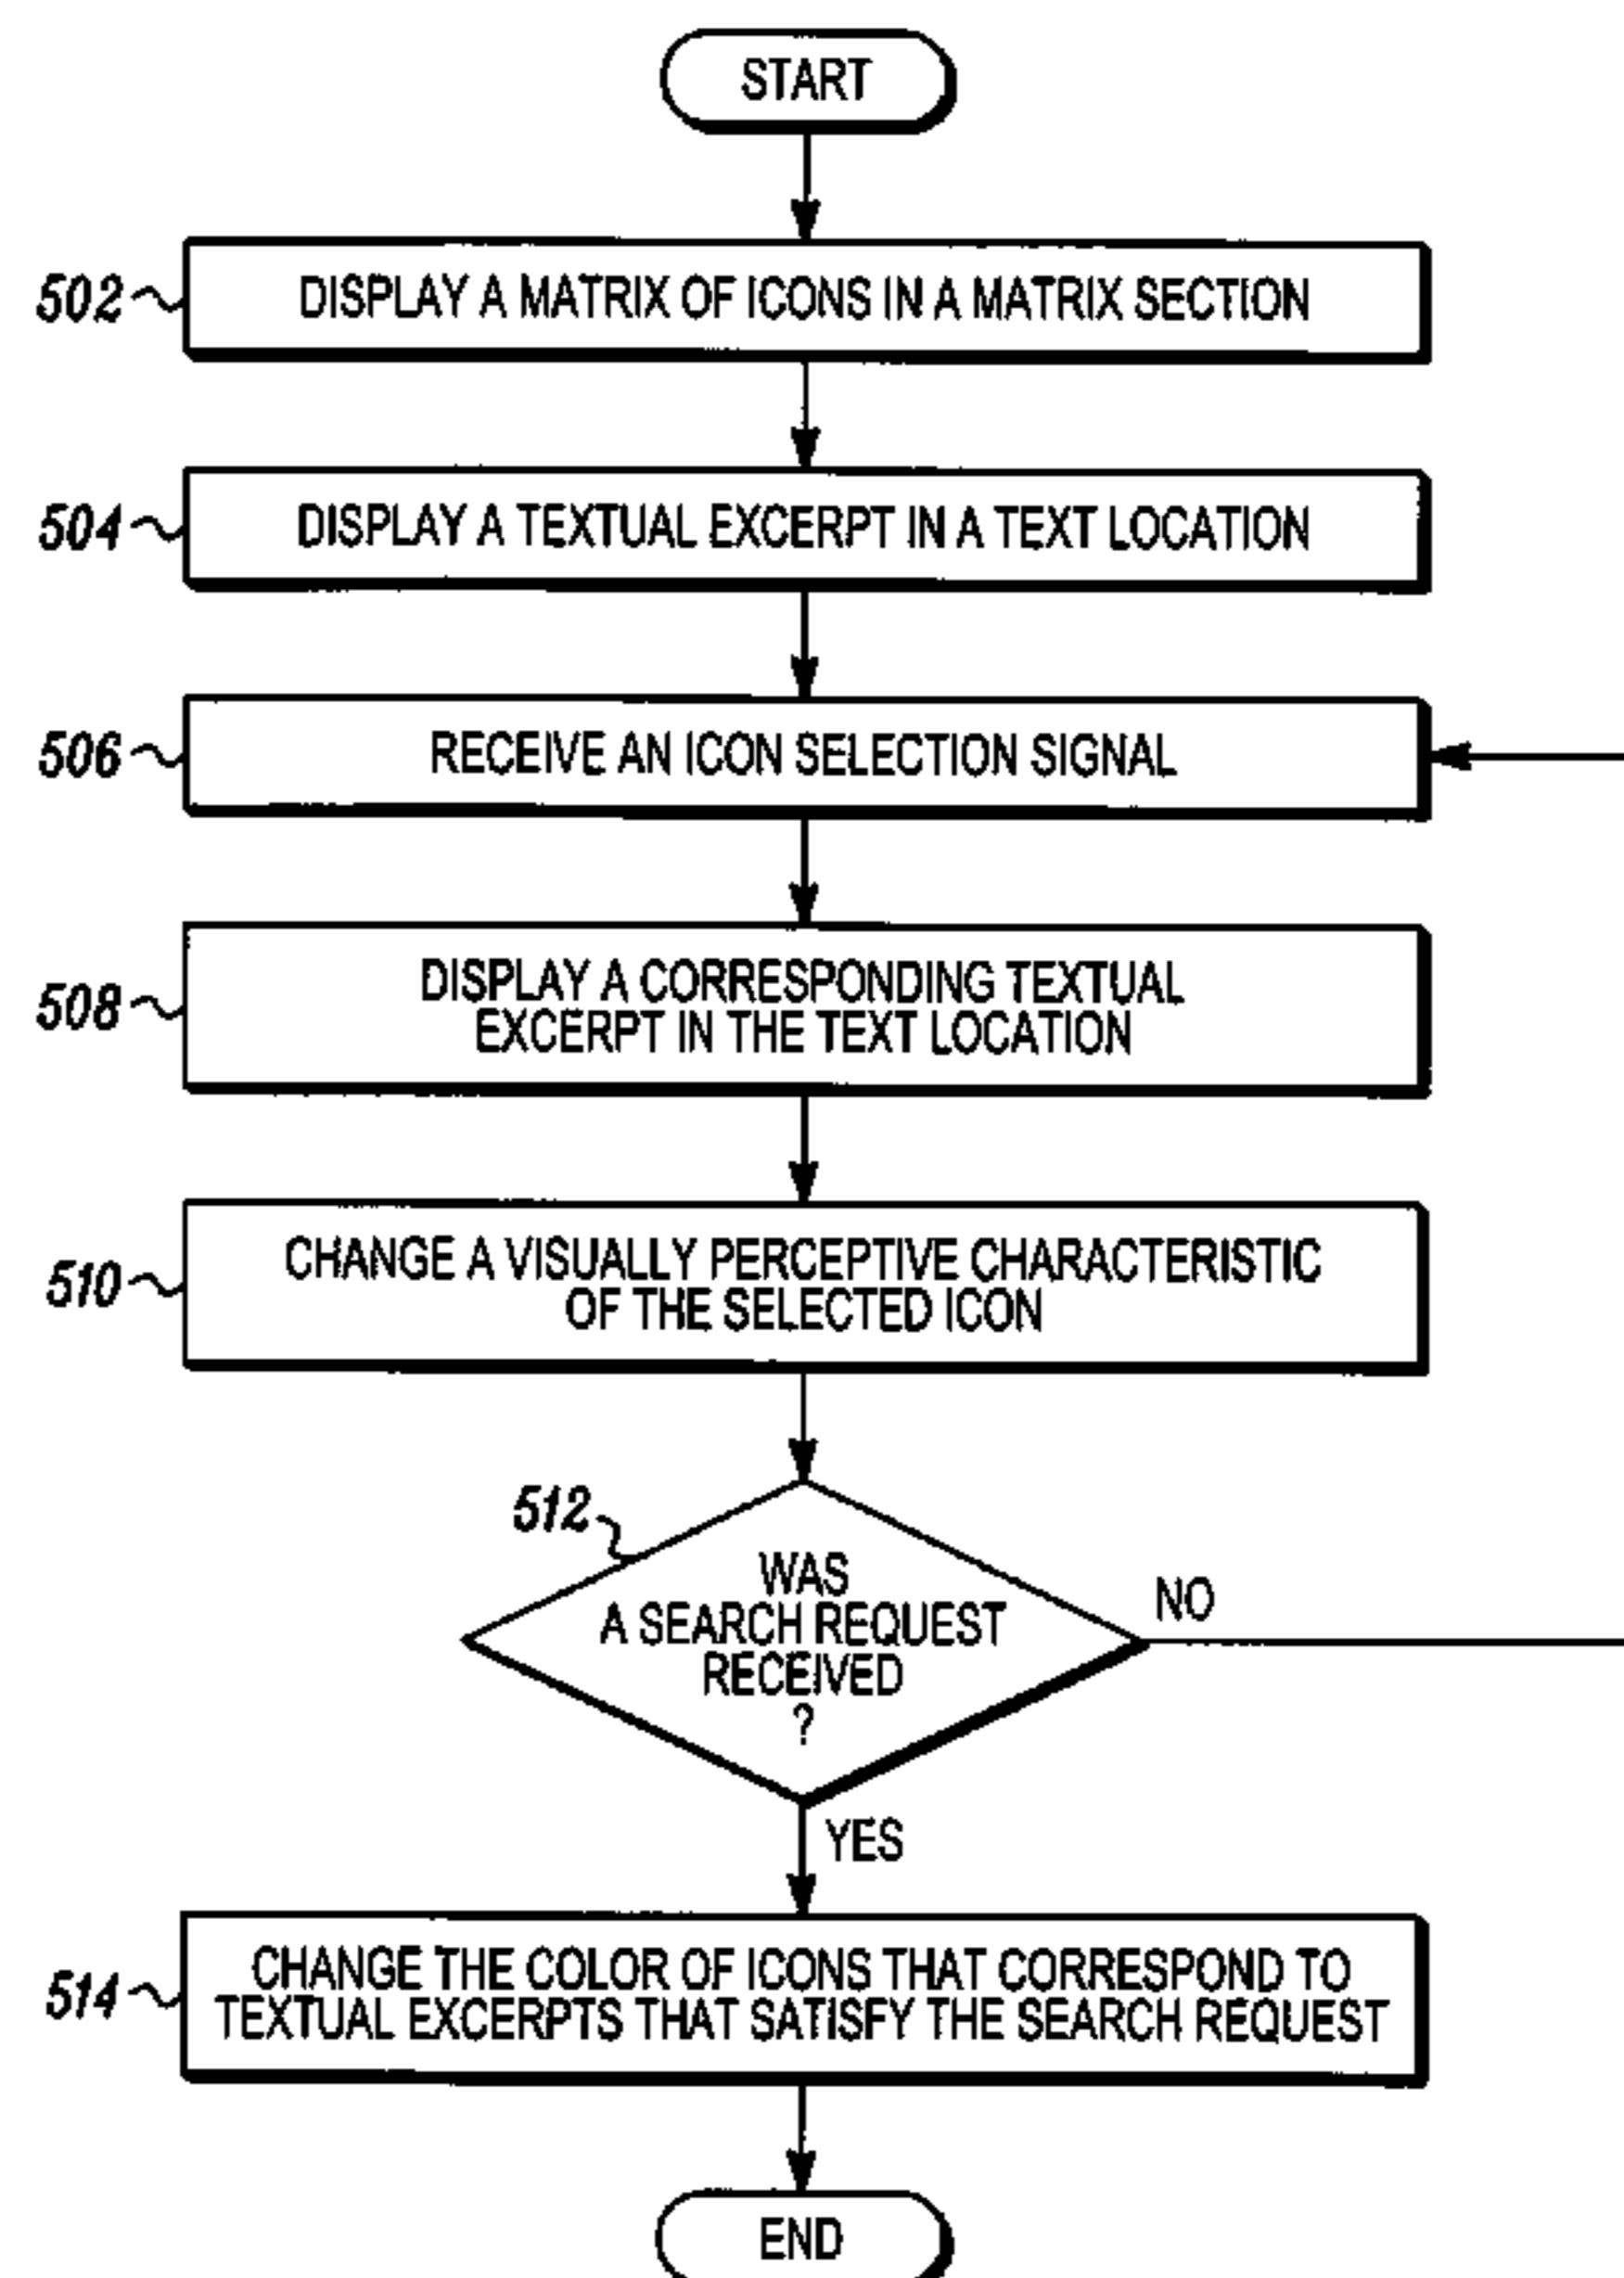 START
502
DISPLAY A MATRIX OF ICONS IN A MATRIX SECTION
504
DISPLAY A TEXTUAL EXCERPT IN A TEXT LOCATION
506
RECEIVE AN ICON SELECTION SIGNAL
508
DISPLAY A CORRESPONDING TEXTUAL
EXCERPT IN THE TEXT LOCATION
510
CHANGE A VISUALLY PERCEPTIVE CHARACTERISTIC
OF THE SELECTED ICON
512
WAS
A SEARCH REQUEST
RECEIVED
?
NO
YES
514
CHANGE THE COLOR OF ICONS THAT CORRESPOND TO
TEXTUAL EXCERPTS THAT SATISFY THE SEARCH REQUEST
END